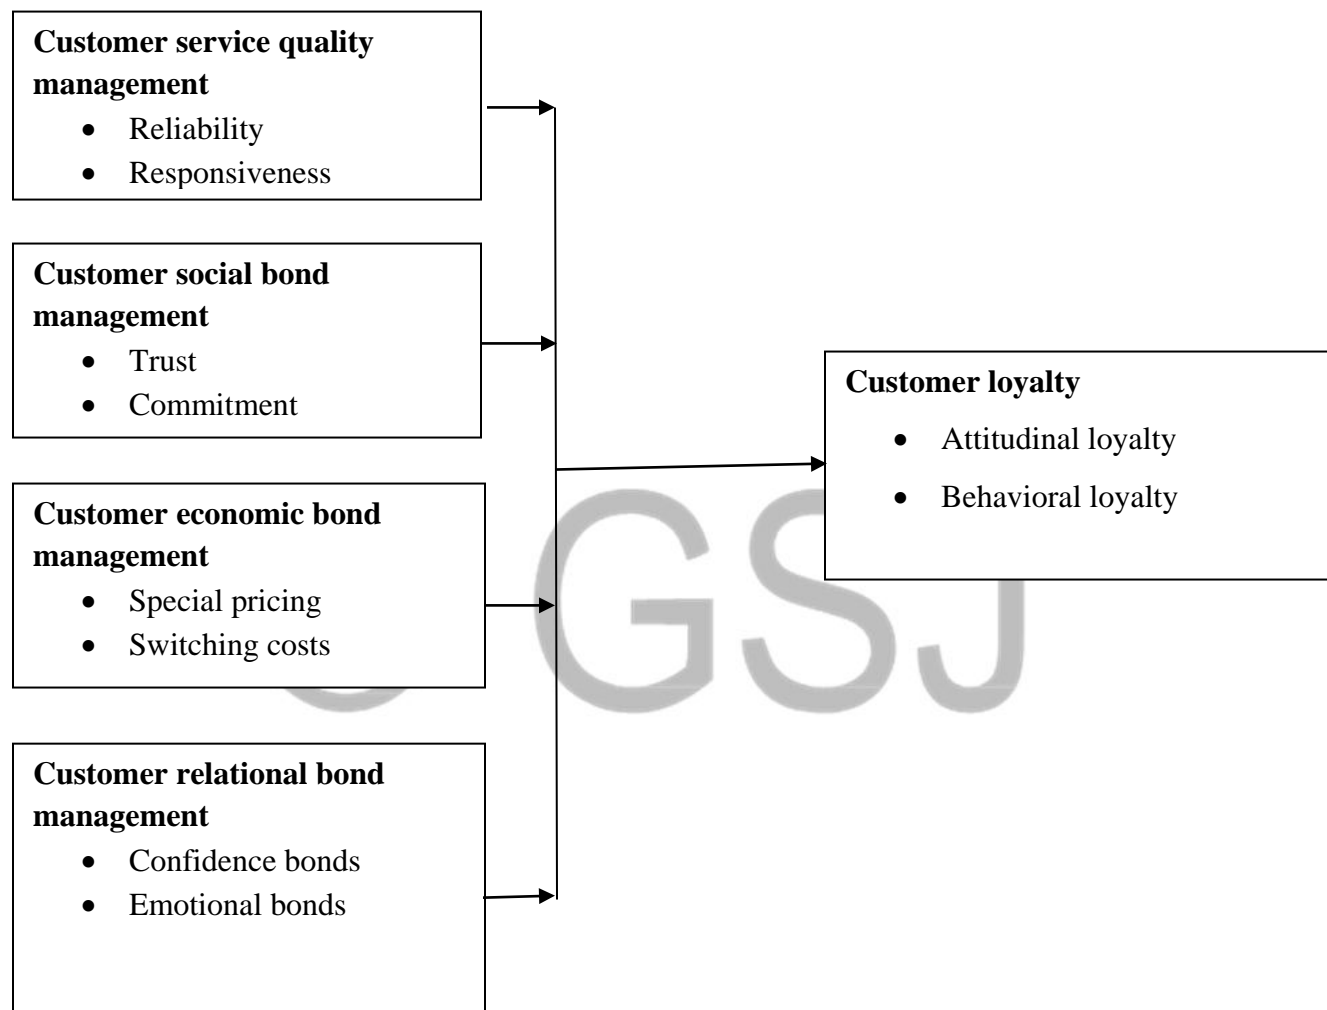 Customer service quality
management
• Reliability
• Responsiveness
Customer social bond
management
• Trust
• Commitment
Customer economic bond
management
• Special pricing
• Switching costs
Customer relational bond
management
• Confidence bonds
• Emotional bonds
Customer loyalty
• Attitudinal loyalty
• Behavioral loyalty
GSJ